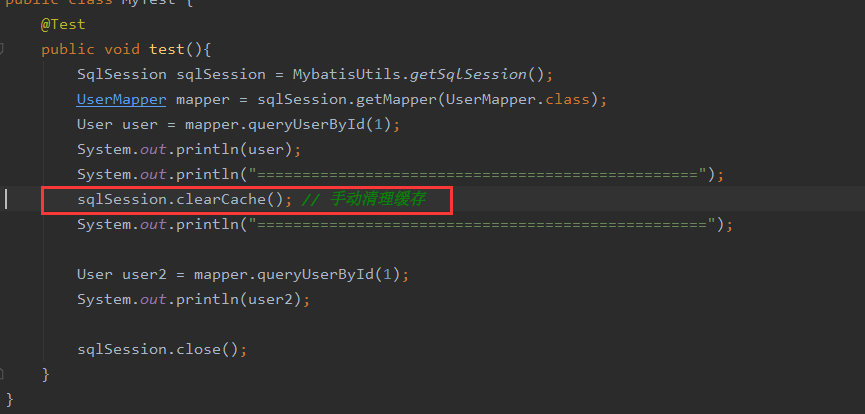 public class MyTest {
    @Test
    public void test(){
        SqlSession sqlSession = MybatisUtils.getSqlSession();
        UserMapper mapper = sqlSession.getMapper(UserMapper.class);
        User user = mapper.queryUserById(1);
        System.out.println(user);
        System.out.println("=================================================");
        sqlSession.clearCache(); // 手动清理缓存
        System.out.println("==================================================");
        User user2 = mapper.queryUserById(1);
        System.out.println(user2);
        sqlSession.close();
    }
}